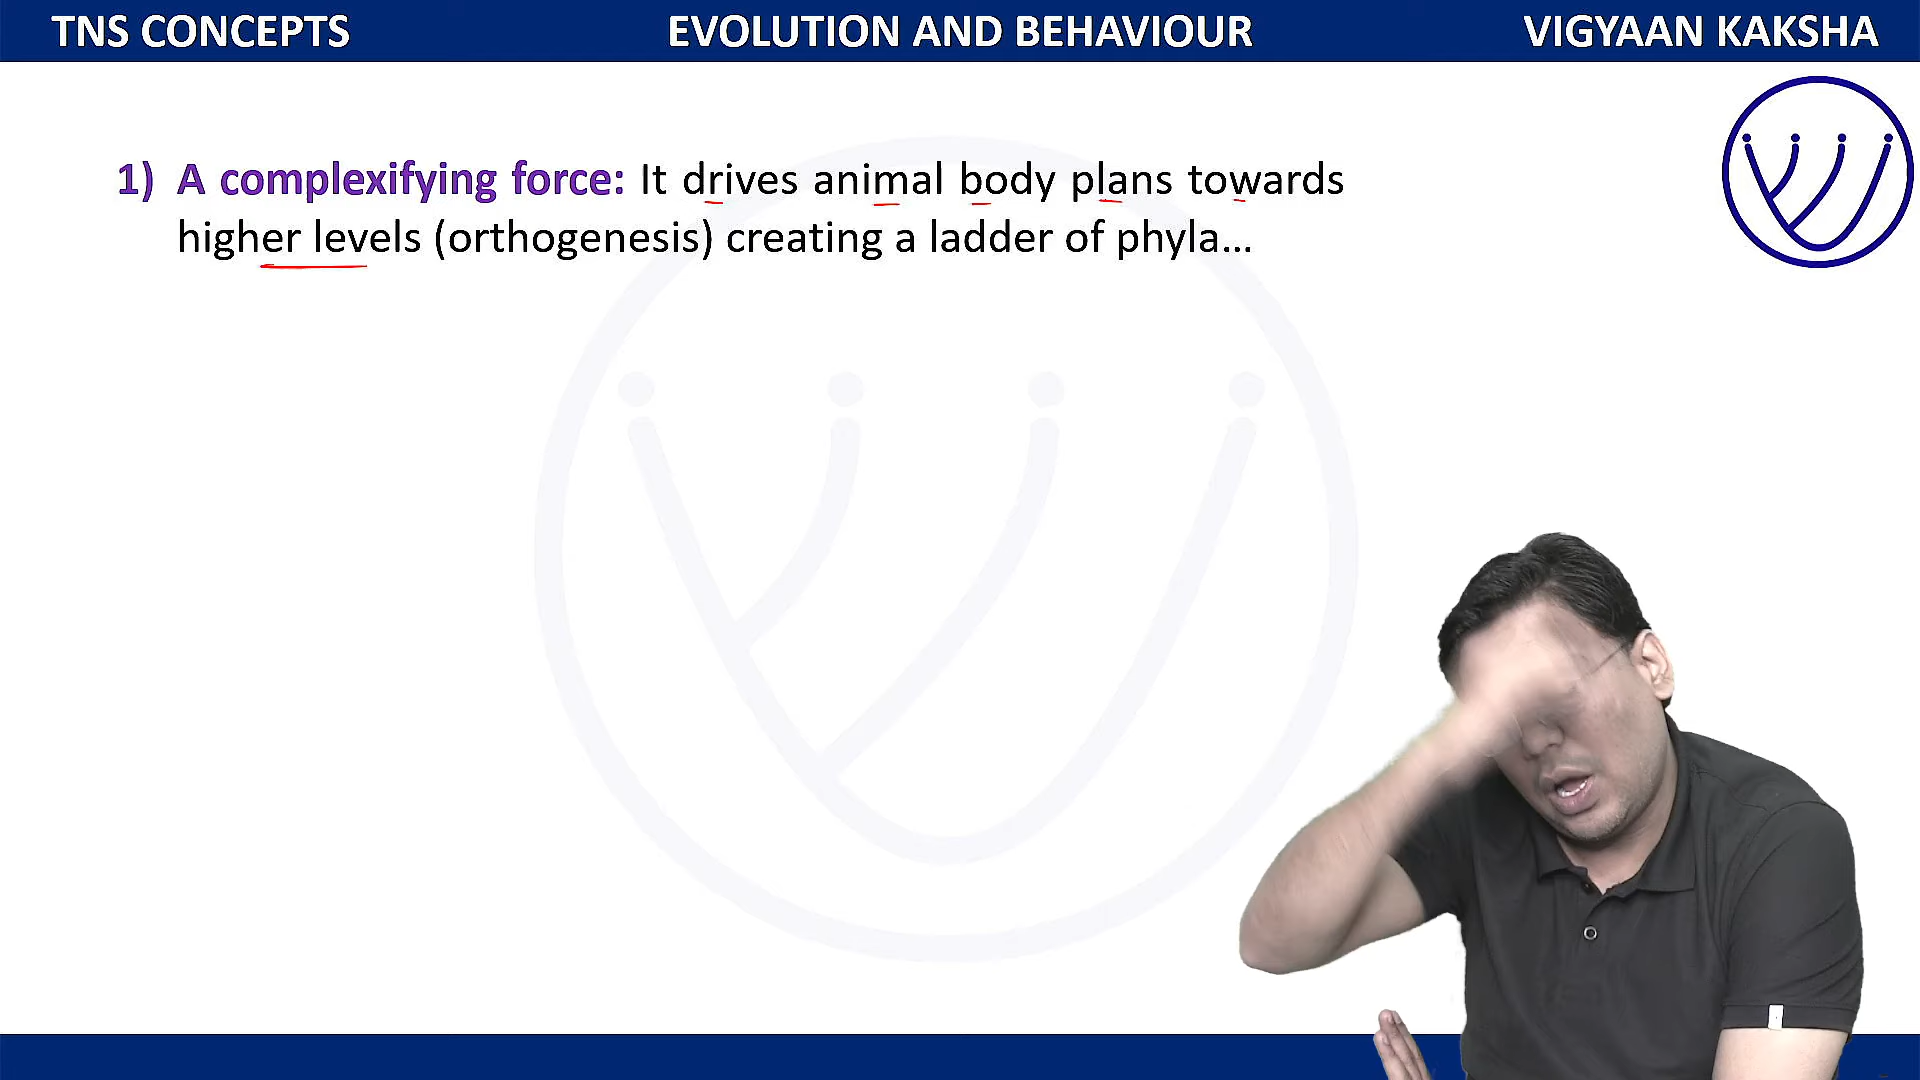 TNS CONCEPTS
EVOLUTION AND BEHAVIOUR
VIGYAAN KAKSHA
1) A complexifying force: It drives animal body plans towards
higher levels (orthogenesis) creating a ladder of phyla...